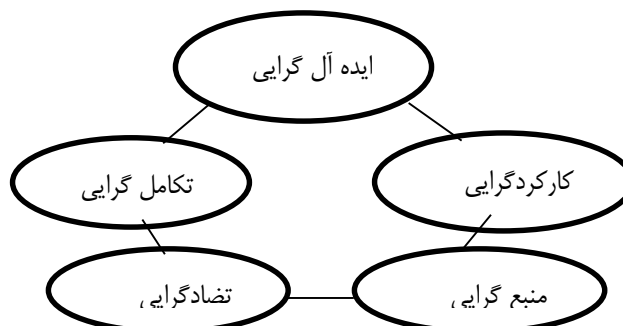 ایده آل گرایی
کارکردگرایی
تکامل گرایی
منبع گرایی
تضادگرایی